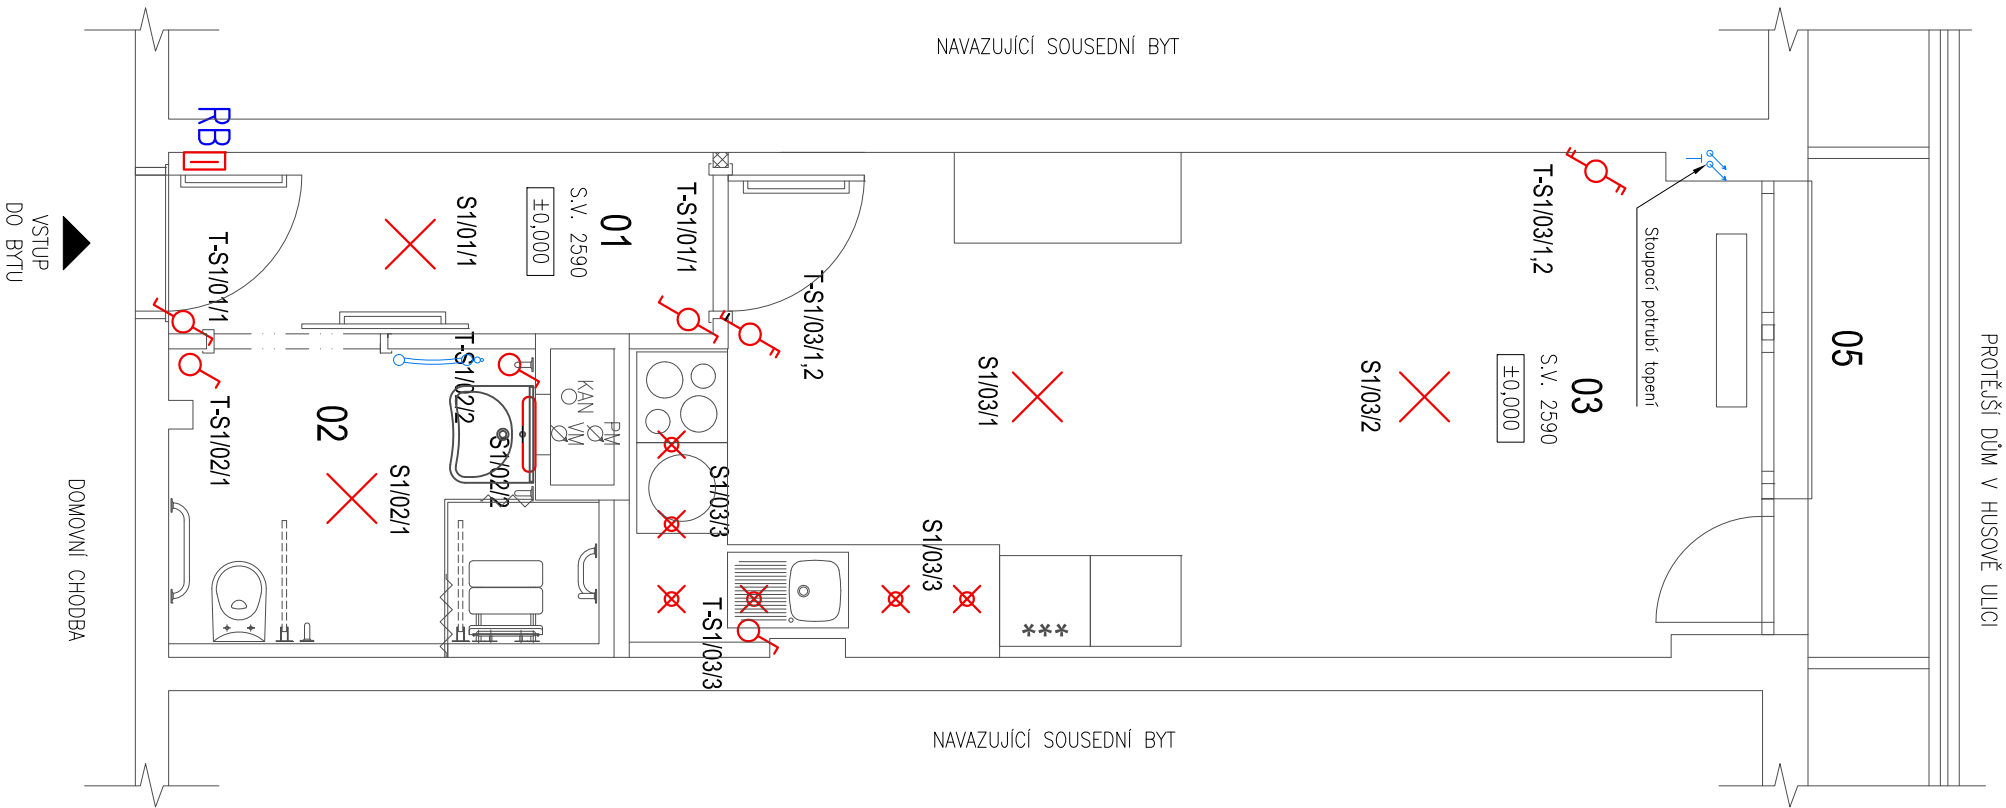 NAVAZUJÍCÍ SOUSEDNÍ BYT
RB
VSTUP
DO BYTU
T-S1/01/1
S1/01/1
01
S.V. 2590
±0,000
T-S1/01/1
T-S1/03/1,2
T-S1/03/1,2
Stoupací potrubí topení
T
05
PROTĚJŠÍ DŮM V HUSOVĚ ULICI
03
S.V. 2590
±0,000
S1/03/2
S1/03/1
T-S1/02/2
02
T-S1/02/1
S1/02/1
S1/02/2
KAN
VM
PM
S1/03/3
S1/03/3
T-S1/03/3
***
DOMOVNÍ CHODBA
NAVAZUJÍCÍ SOUSEDNÍ BYT